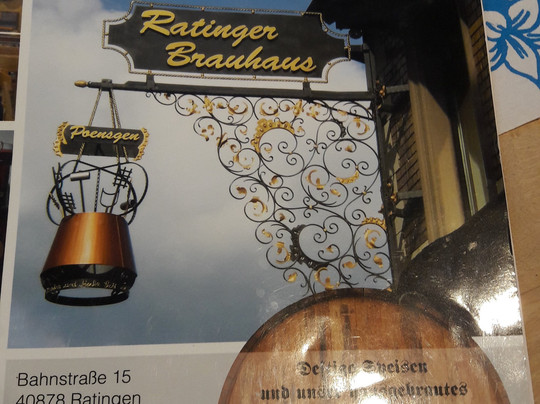 Ratinger
Brauhaus
Poensgen
Deftige Speisen
und unser
Bahnstraße 15
40878 Ratingen